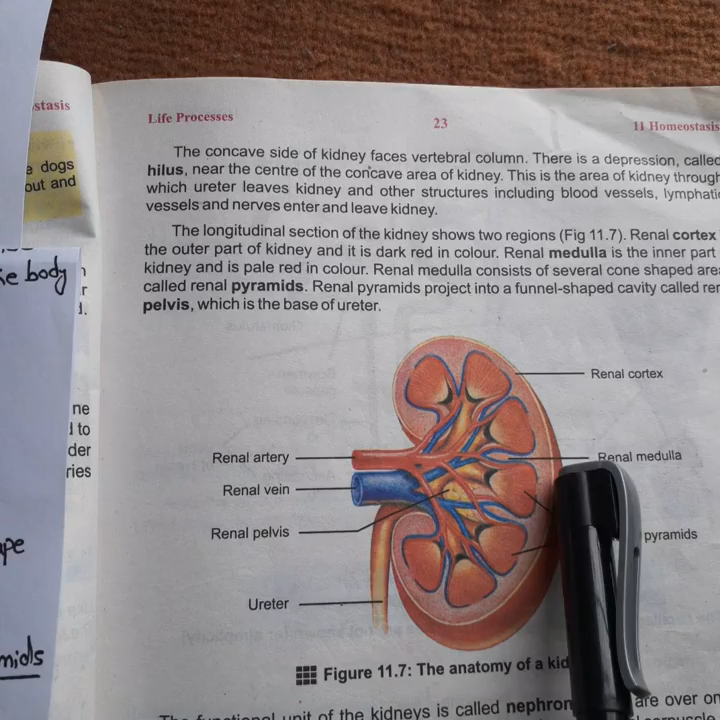 stasis
dogs
out and
body
ne
to
der
ries
Life Processes 23 11 Homeostasis
The concave side of kidney faces vertebral column. There is a depression, called
hilus, near the centre of the concave area of kidney. This is the area of kidney through
which ureter leaves kidney and other structures including blood vessels, lymphatic
vessels and nerves enter and leave kidney.
The longitudinal section of the kidney shows two regions (Fig 11.7). Renal cortex
the outer part of kidney and it is dark red in colour. Renal medulla is the inner part
kidney and is pale red in colour. Renal medulla consists of several cone shaped area
called renal pyramids. Renal pyramids project into a funnel-shaped cavity called ren
pelvis, which is the base of ureter.
Renal cortex
Renal artery
Renal medulla
Renal vein
Renal pelvis
pyramids
Ureter
Figure 11.7: The anatomy of a kid
The functional unit of the kidneys is called nephron are over on